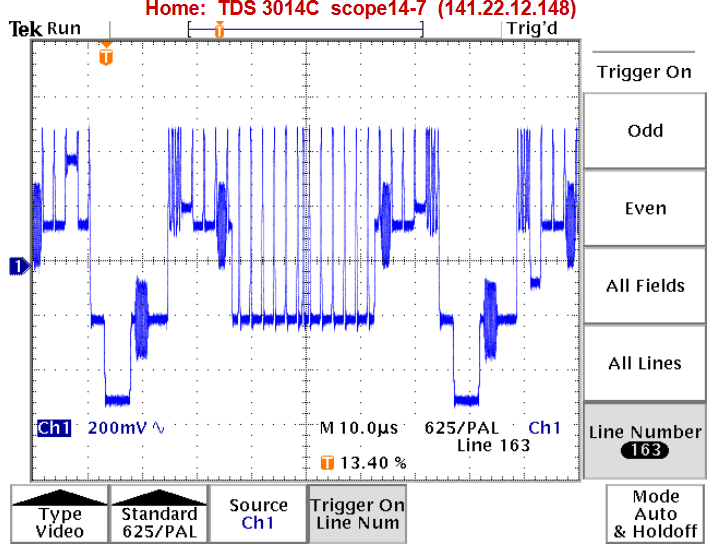 Home: TDS 3014C scope14-7 (141.22.12.148)
Tek Run
Trig'd
T
T
Trigger On
Odd
Even
1
All Fields
All Lines
Ch1 200mV∿ M 10.0µs 625/PAL Ch1
Line 163
T 13.40 %
Line Number
163
Type
Video
Standard
625/PAL
Source
Ch1
Trigger On
Line Num
Mode
Auto
& Holdoff